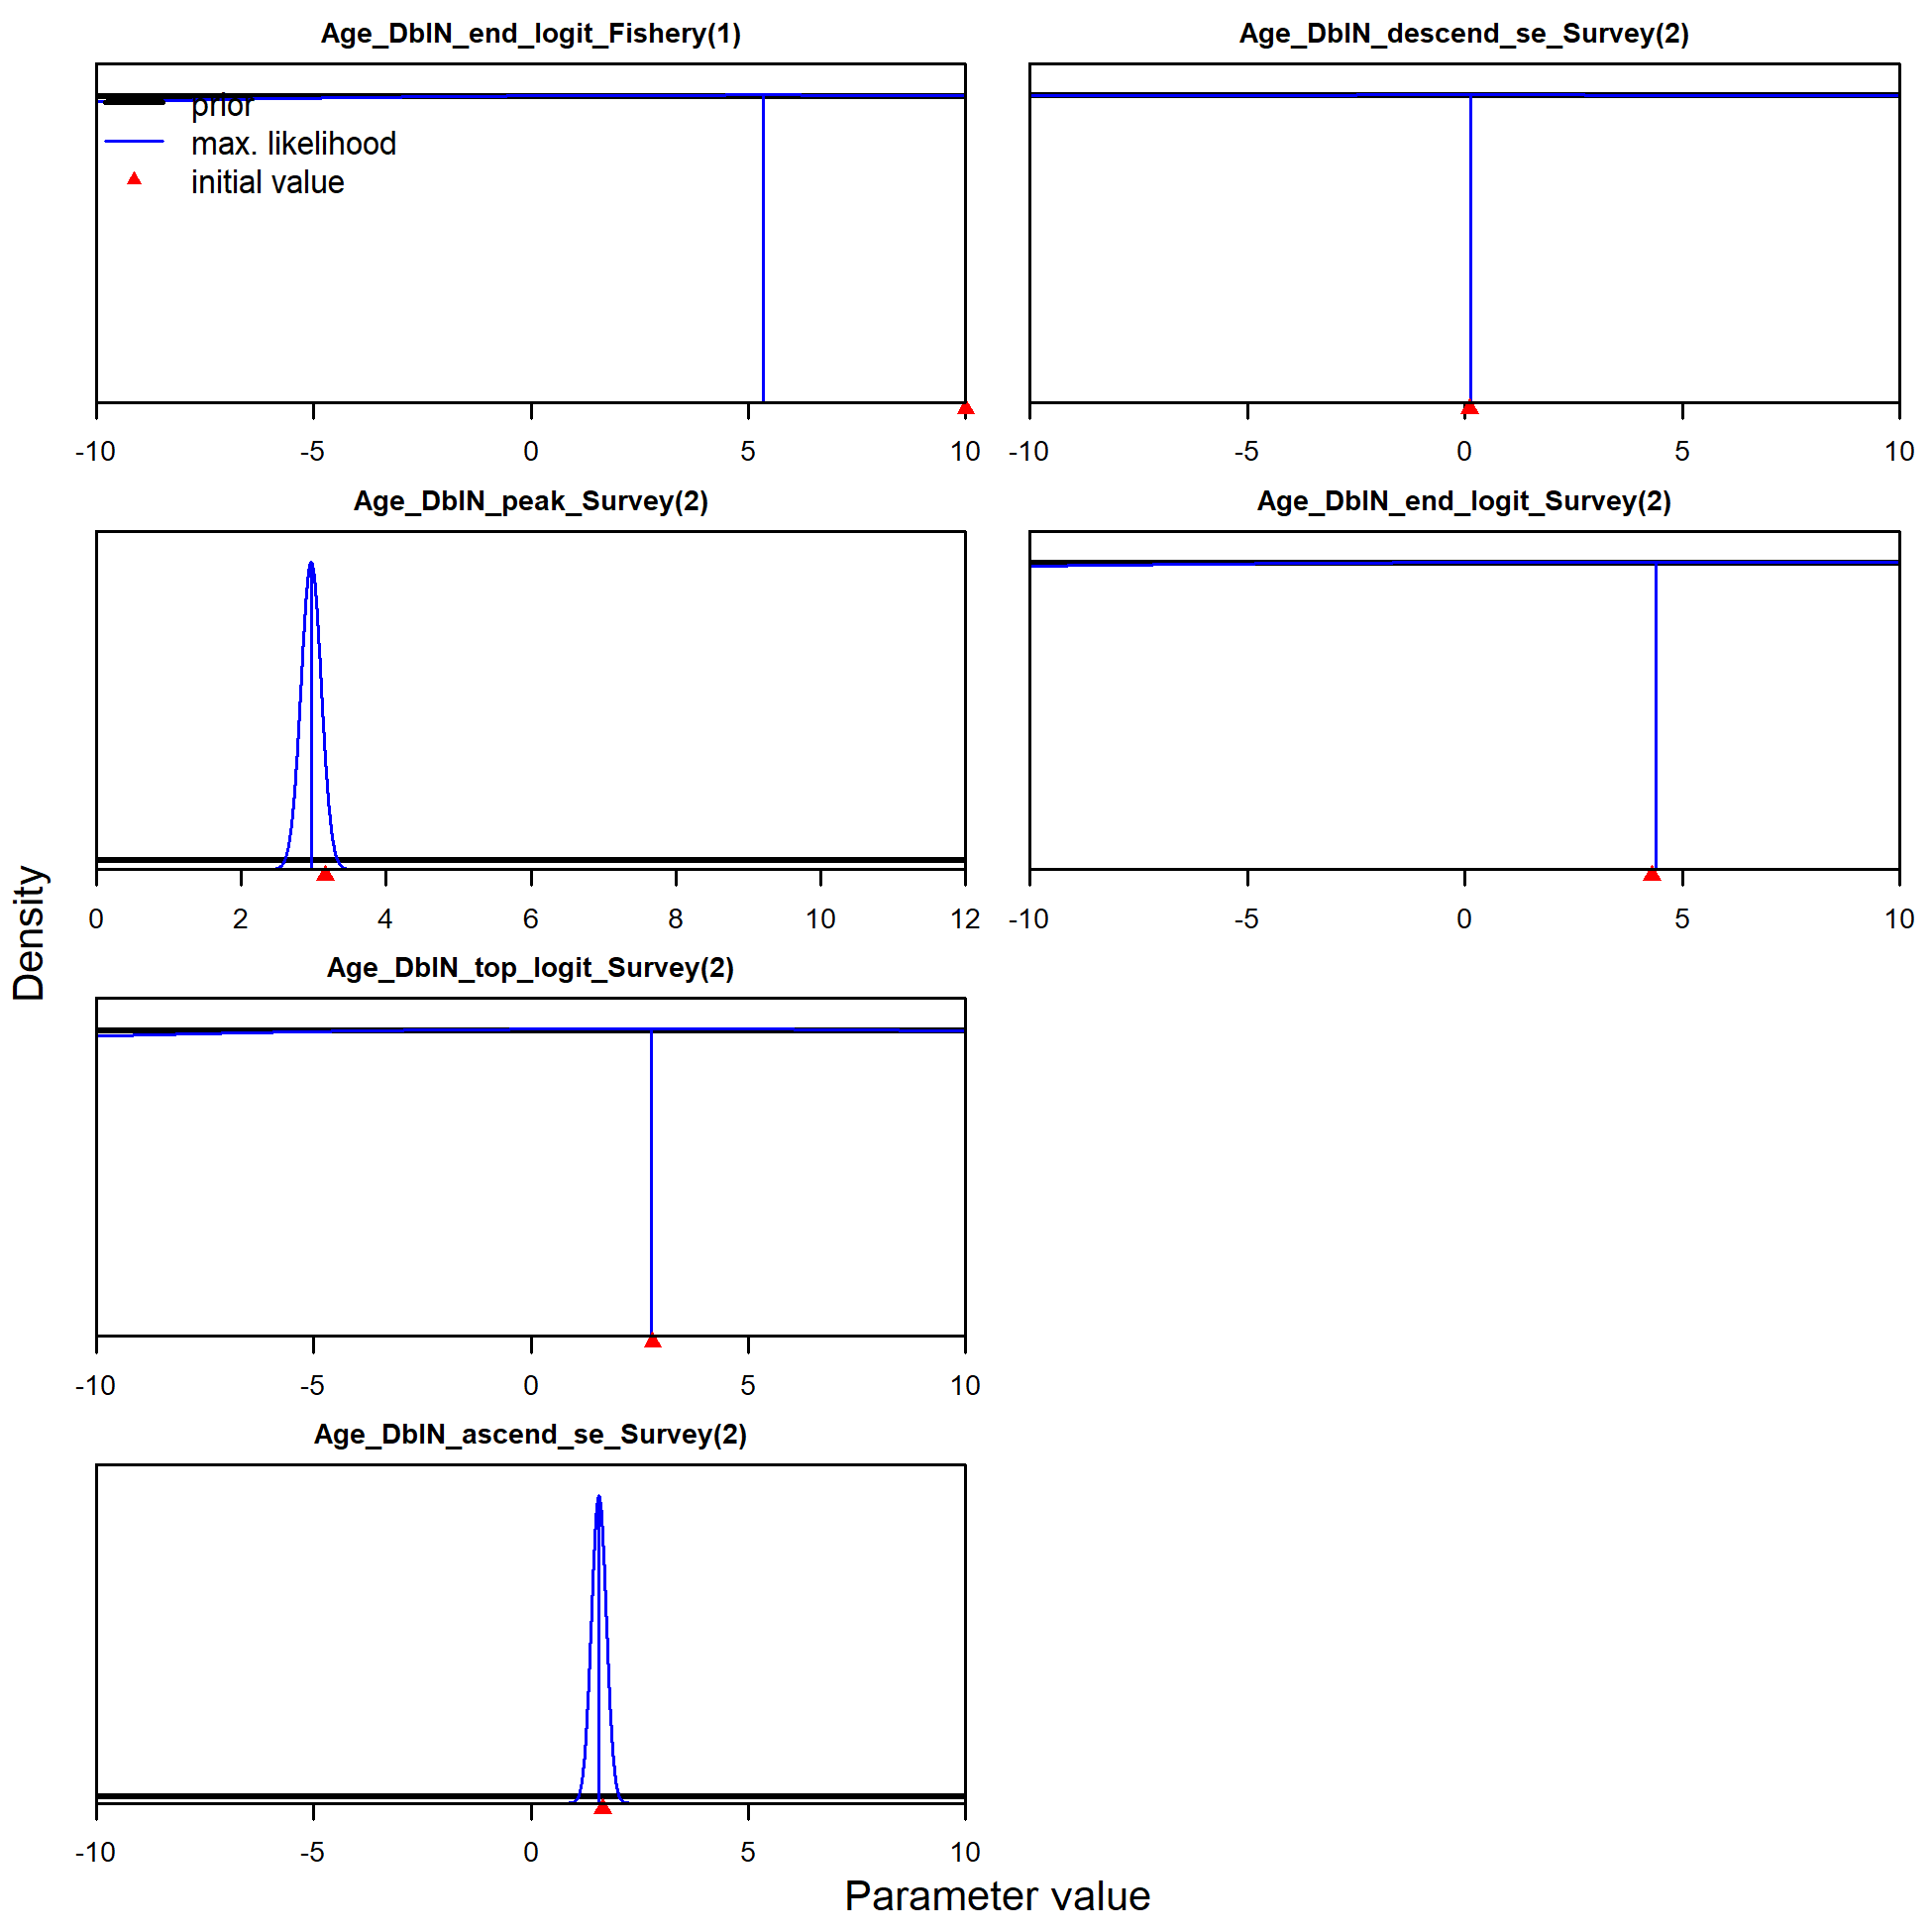 Age_DblN_end_logit_Fishery(1)
prior
max. likelihood
initial value
-10 -5 0 5 10
Age_DblN_descend_se_Survey(2)
-10 -5 0 5 10
Age_DblN_peak_Survey(2)
0 2 4 6 8 10 12
Age_DblN_end_logit_Survey(2)
-10 -5 0 5 10
Age_DblN_top_logit_Survey(2)
-10 -5 0 5 10
Age_DblN_ascend_se_Survey(2)
-10 -5 0 5 10
Density
Parameter value